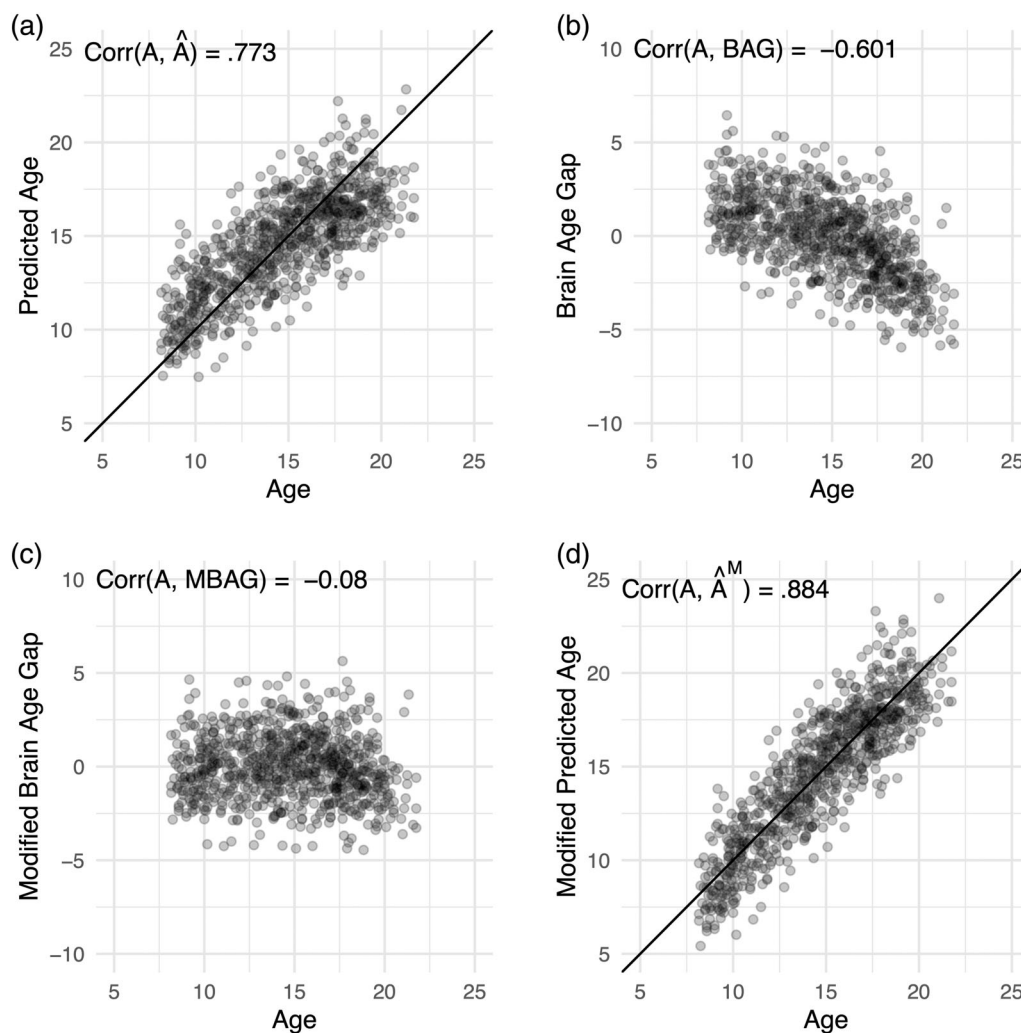 (a)
Corr(A, Â) = .773
Predicted Age
25
20
15
10
5
5 10 15 20 25
Age
(b)
Corr(A, BAG) = −0.601
Brain Age Gap
10
5
0
−5
−10
5 10 15 20 25
Age
(c)
Corr(A, MBAG) = −0.08
Modified Brain Age Gap
10
5
0
−5
−10
5 10 15 20 25
Age
(d)
Corr(A, Â^M) = .884
Modified Predicted Age
25
20
15
10
5
5 10 15 20 25
Age